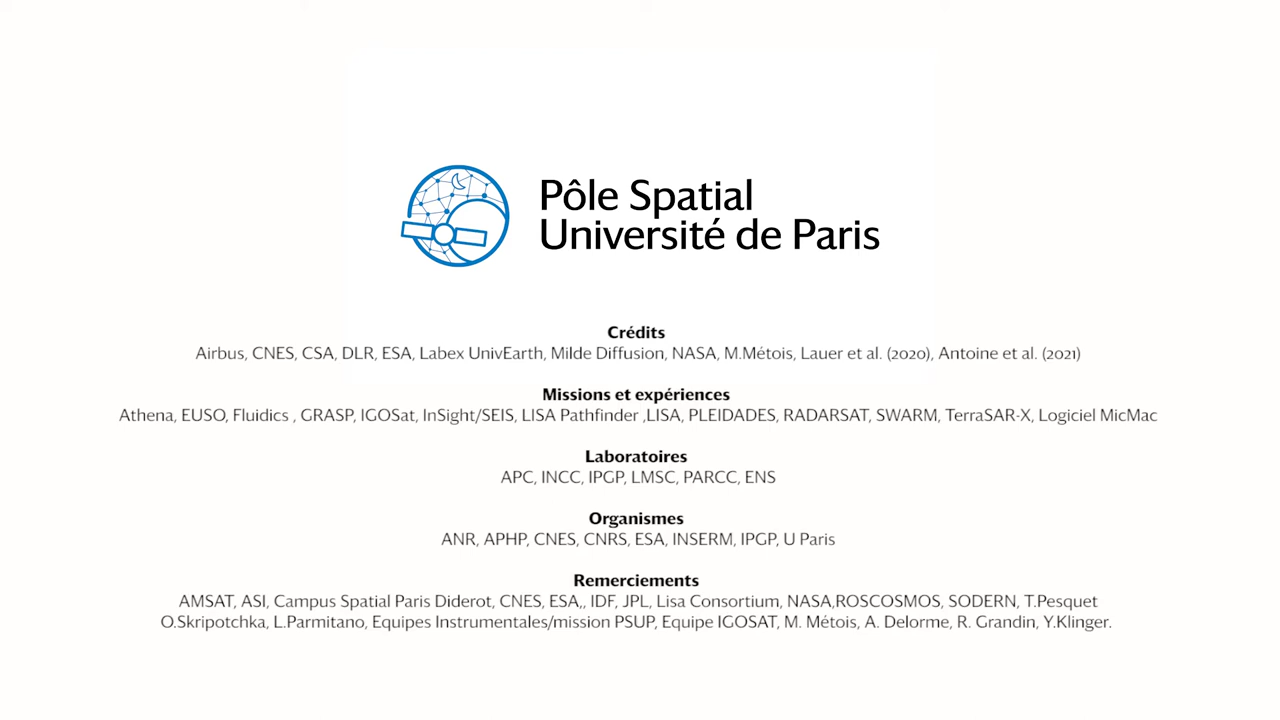 Pôle Spatial
Université de Paris
Crédits
Airbus, CNES, CSA, DLR, ESA, Labex UnivEarth, Milde Diffusion, NASA, M.Métois, Lauer et al. (2020), Antoine et al. (2021)
Missions et expériences
Athena, EUSO, Fluidics , GRASP, IGOSat, InSight/SEIS, LISA Pathfinder ,LISA, PLEIDADES, RADARSAT, SWARM, TerraSAR-X, Logiciel MicMac
Laboratoires
APC, INCC, IPGP, LMSC, PARCC, ENS
Organismes
ANR, APHP, CNES, CNRS, ESA, INSERM, IPGP, U Paris
Remerciements
AMSAT, ASI, Campus Spatial Paris Diderot, CNES, ESA,, IDF, JPL, Lisa Consortium, NASA,ROSCOSMOS, SODERN, T.Pesquet
O.Skripotchka, L.Parmitano, Equipes Instrumentales/mission PSUP, Equipe IGOSAT, M. Métois, A. Delorme, R. Grandin, Y.Klinger.